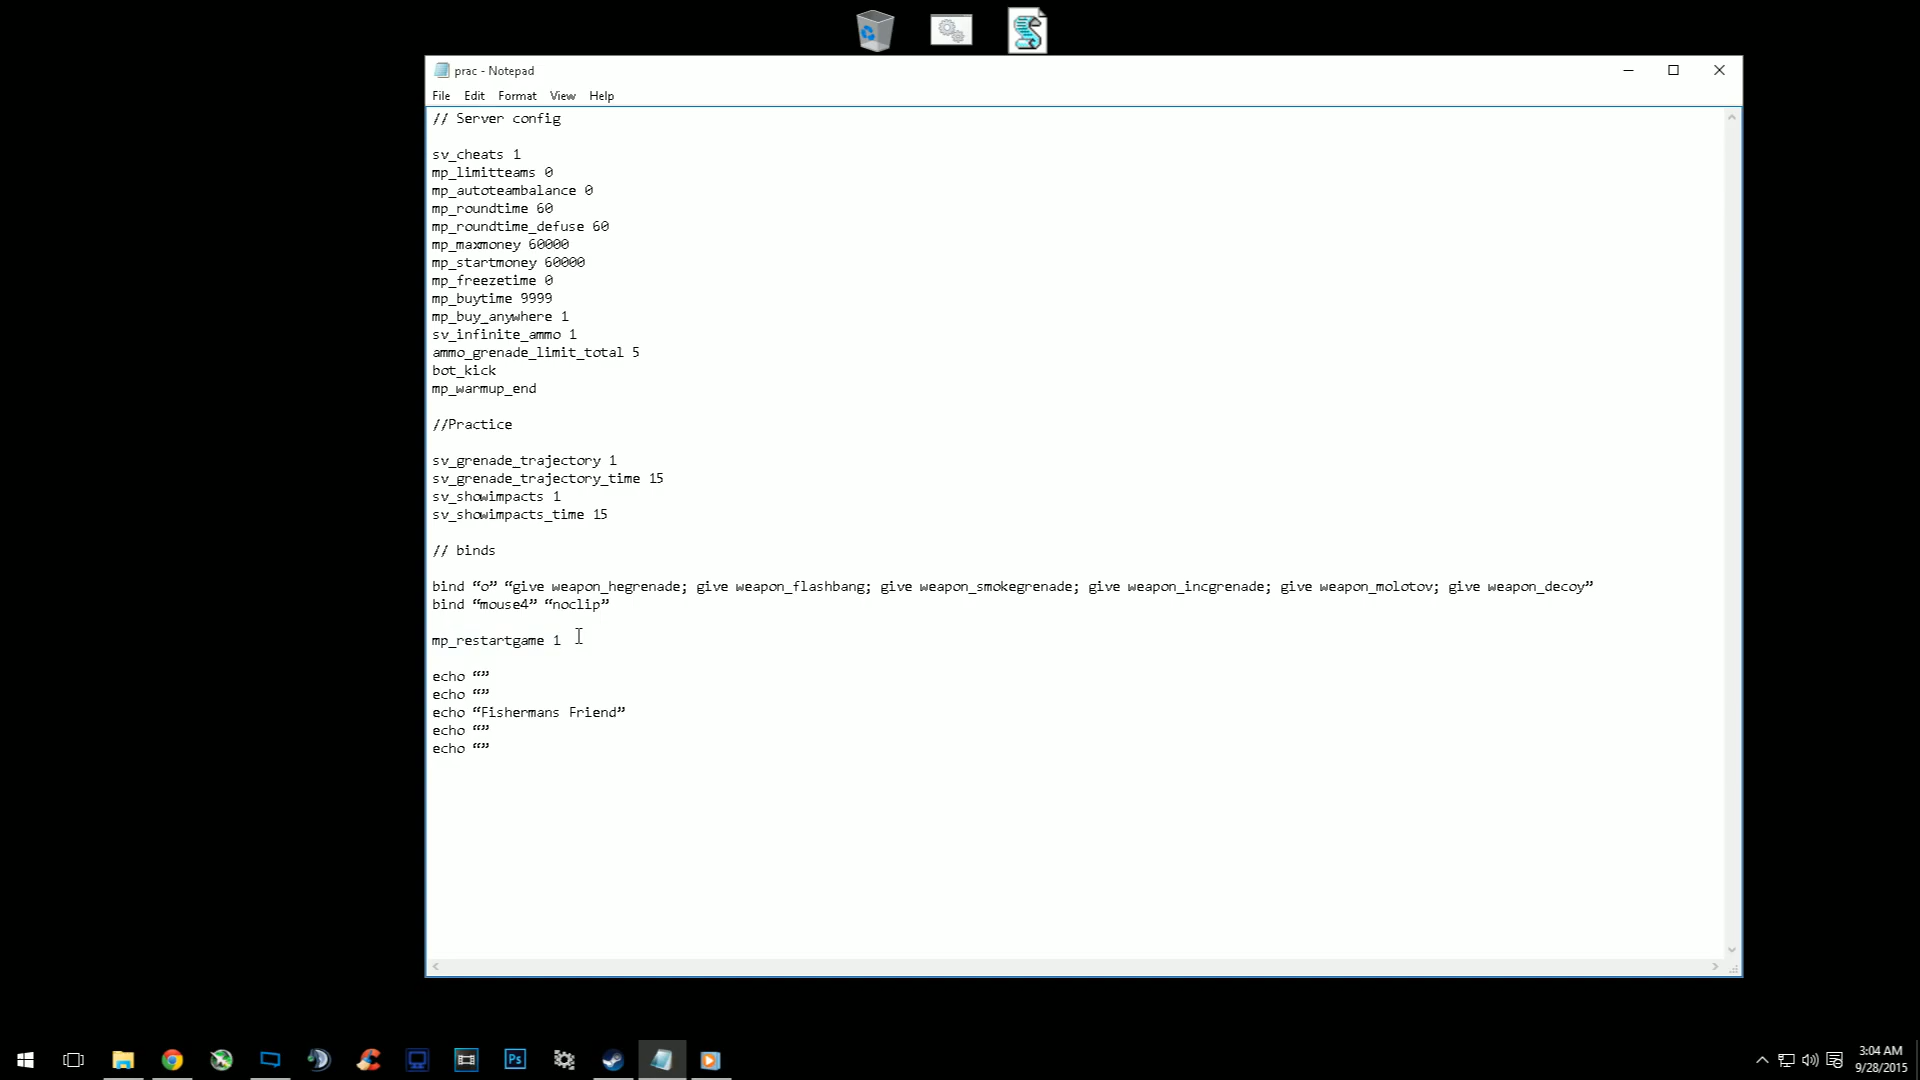 prac - Notepad
File Edit Format View Help
// Server config
sv_cheats 1
mp_limitteams 0
mp_autoteambalance 0
mp_roundtime 60
mp_roundtime_defuse 60
mp_maxmoney 60000
mp_startmoney 60000
mp_freezetime 0
mp_buytime 9999
mp_buy_anywhere 1
sv_infinite_ammo 1
ammo_grenade_limit_total 5
bot_kick
mp_warmup_end
//Practice
sv_grenade_trajectory 1
sv_grenade_trajectory_time 15
sv_showimpacts 1
sv_showimpacts_time 15
// binds
bind “o” “give weapon_hegrenade; give weapon_flashbang; give weapon_smokegrenade; give weapon_incgrenade; give weapon_molotov; give weapon_decoy”
bind “mouse4” “noclip”
mp_restartgame 1
echo “”
echo “”
echo “Fishermans Friend”
echo “”
echo “”
Ps
3:04 AM
9/28/2015